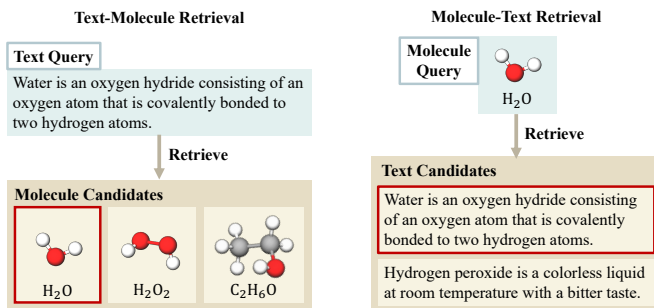 Text-Molecule Retrieval
Text Query
Water is an oxygen hydride consisting of an
oxygen atom that is covalently bonded to
two hydrogen atoms.
Retrieve
Molecule Candidates
H₂O
H₂O₂
C₂H₆O
Molecule-Text Retrieval
Molecule
Query
H₂O
Retrieve
Text Candidates
Water is an oxygen hydride consisting
of an oxygen atom that is covalently
bonded to two hydrogen atoms.
Hydrogen peroxide is a colorless liquid
at room temperature with a bitter taste.